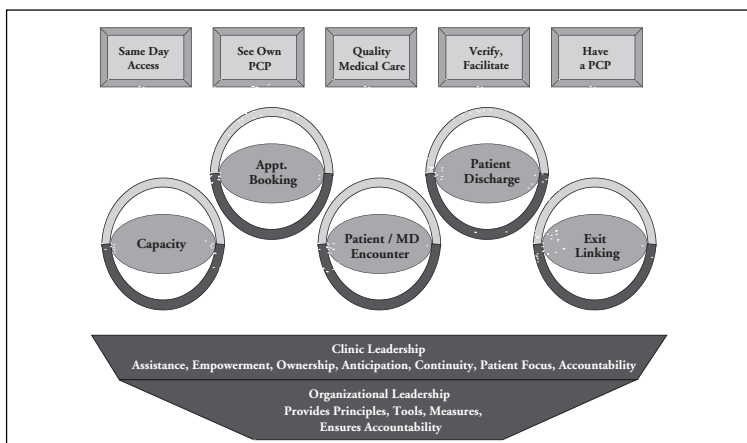 Same Day
Access
See Own
PCP
Quality
Medical Care
Verify,
Facilitate
Have
a PCP
Appt.
Booking
Patient
Discharge
Capacity
Patient / MD
Encounter
Exit
Linking
Clinic Leadership
Assistance, Empowerment, Ownership, Anticipation, Continuity, Patient Focus, Accountability
Organizational Leadership
Provides Principles, Tools, Measures,
Ensures Accountability